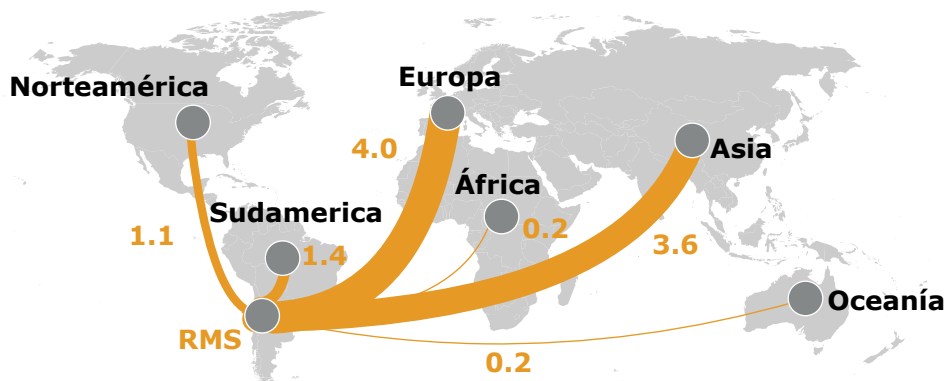 Norteamérica
Europa
4.0
Asia
África
Sudamerica
0.2
1.1
1.4
3.6
Oceanía
RMS
0.2